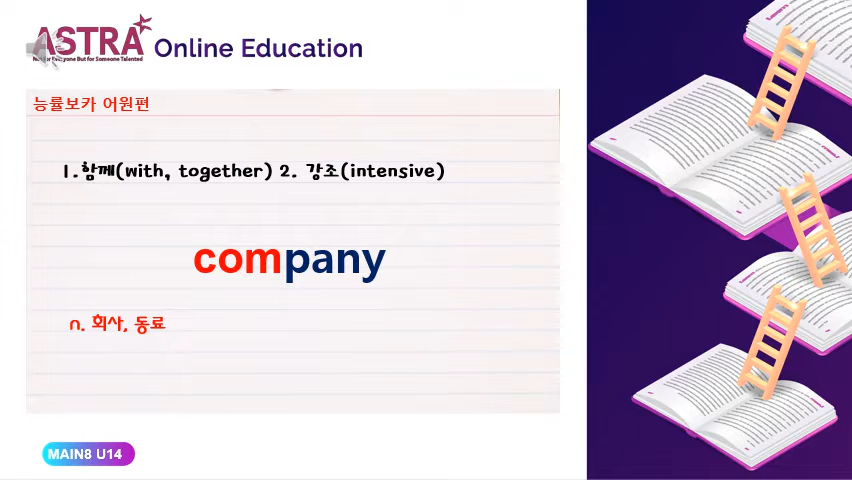 ASTRA
Online Education
능률보카 어원편
1.함께(with, together) 2. 강조(intensive)
company
n. 회사, 동료
MAIN8 U14